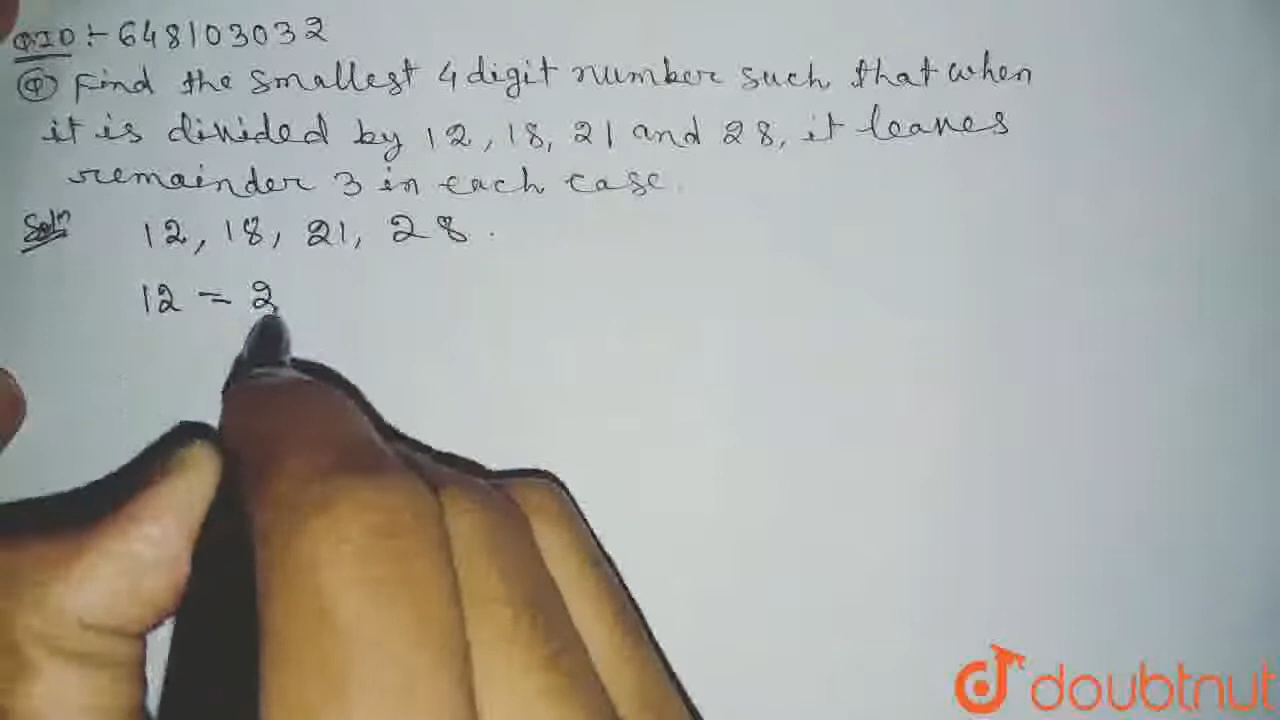 Q.ID :- 648103032
Q Find the smallest 4 digit number such that when
it is divided by 12, 18, 21 and 28, it leaves
remainder 3 in each case.
Soln 12, 18, 21, 28.
12 = 2
doubtnut